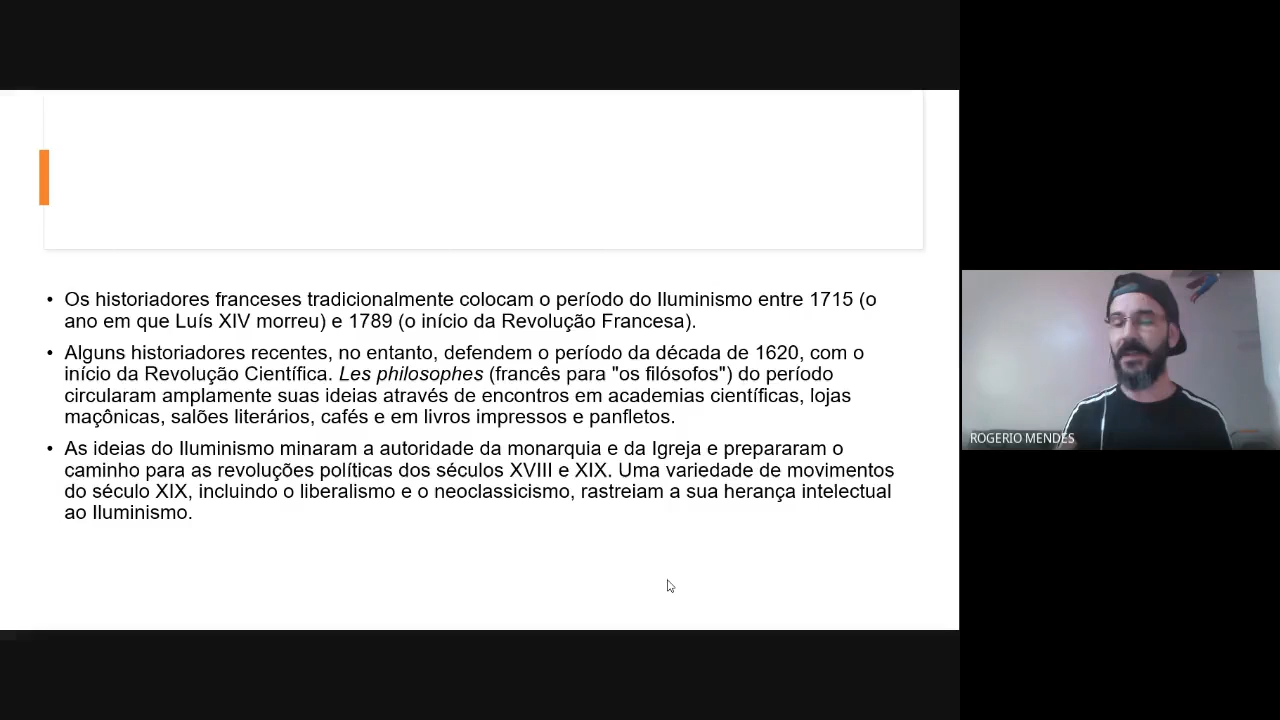 • Os historiadores franceses tradicionalmente colocam o período do Iluminismo entre 1715 (o
ano em que Luís XIV morreu) e 1789 (o início da Revolução Francesa).
• Alguns historiadores recentes, no entanto, defendem o período da década de 1620, com o
início da Revolução Científica. Les philosophes (francês para "os filósofos") do período
circularam amplamente suas ideias através de encontros em academias científicas, lojas
maçônicas, salões literários, cafés e em livros impressos e panfletos.
• As ideias do Iluminismo minaram a autoridade da monarquia e da Igreja e prepararam o
caminho para as revoluções políticas dos séculos XVIII e XIX. Uma variedade de movimentos
do século XIX, incluindo o liberalismo e o neoclassicismo, rastreiam a sua herança intelectual
ao Iluminismo.
ROGERIO MENDES